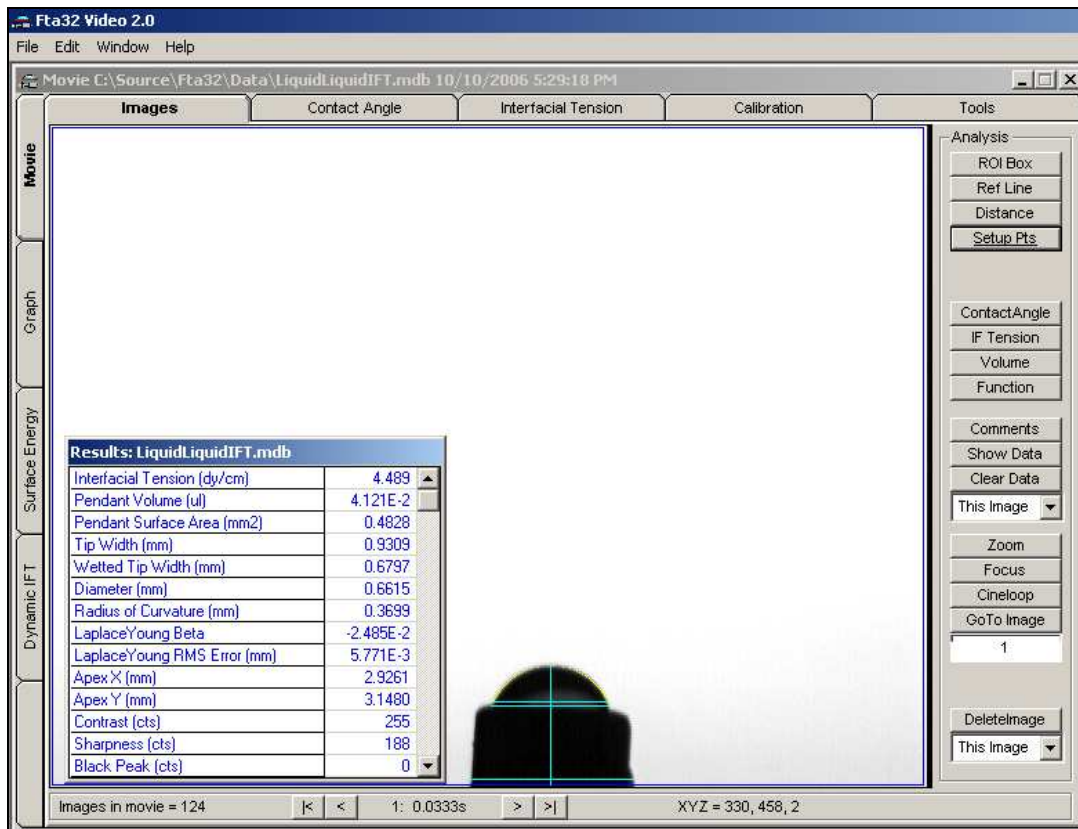 Fta32 Video 2.0
File Edit Window Help
Movie C:\Source\Fta32\Data\LiquidLiquidIFT.mdb 10/10/2006 5:29:18 PM
Images Contact Angle Interfacial Tension Calibration Tools
Movie
Graph
Surface Energy
Dynamic IFT
Analysis
ROI Box
Ref Line
Distance
Setup Pts
ContactAngle
IF Tension
Volume
Function
Comments
Show Data
Clear Data
This Image
Zoom
Focus
Cineloop
GoTo Image
1
DeleteImage
This Image
Results: LiquidLiquidIFT.mdb
Interfacial Tension (dy/cm) 4.489
Pendant Volume (ul) 4.121E-2
Pendant Surface Area (mm2) 0.4828
Tip Width (mm) 0.9309
Wetted Tip Width (mm) 0.6797
Diameter (mm) 0.6615
Radius of Curvature (mm) 0.3699
LaplaceYoung Beta -2.485E-2
LaplaceYoung RMS Error (mm) 5.771E-3
Apex X (mm) 2.9261
Apex Y (mm) 3.1480
Contrast (cts) 255
Sharpness (cts) 188
Black Peak (cts) 0
Images in movie = 124 |< < 1: 0.0333s > >| XYZ = 330, 458, 2